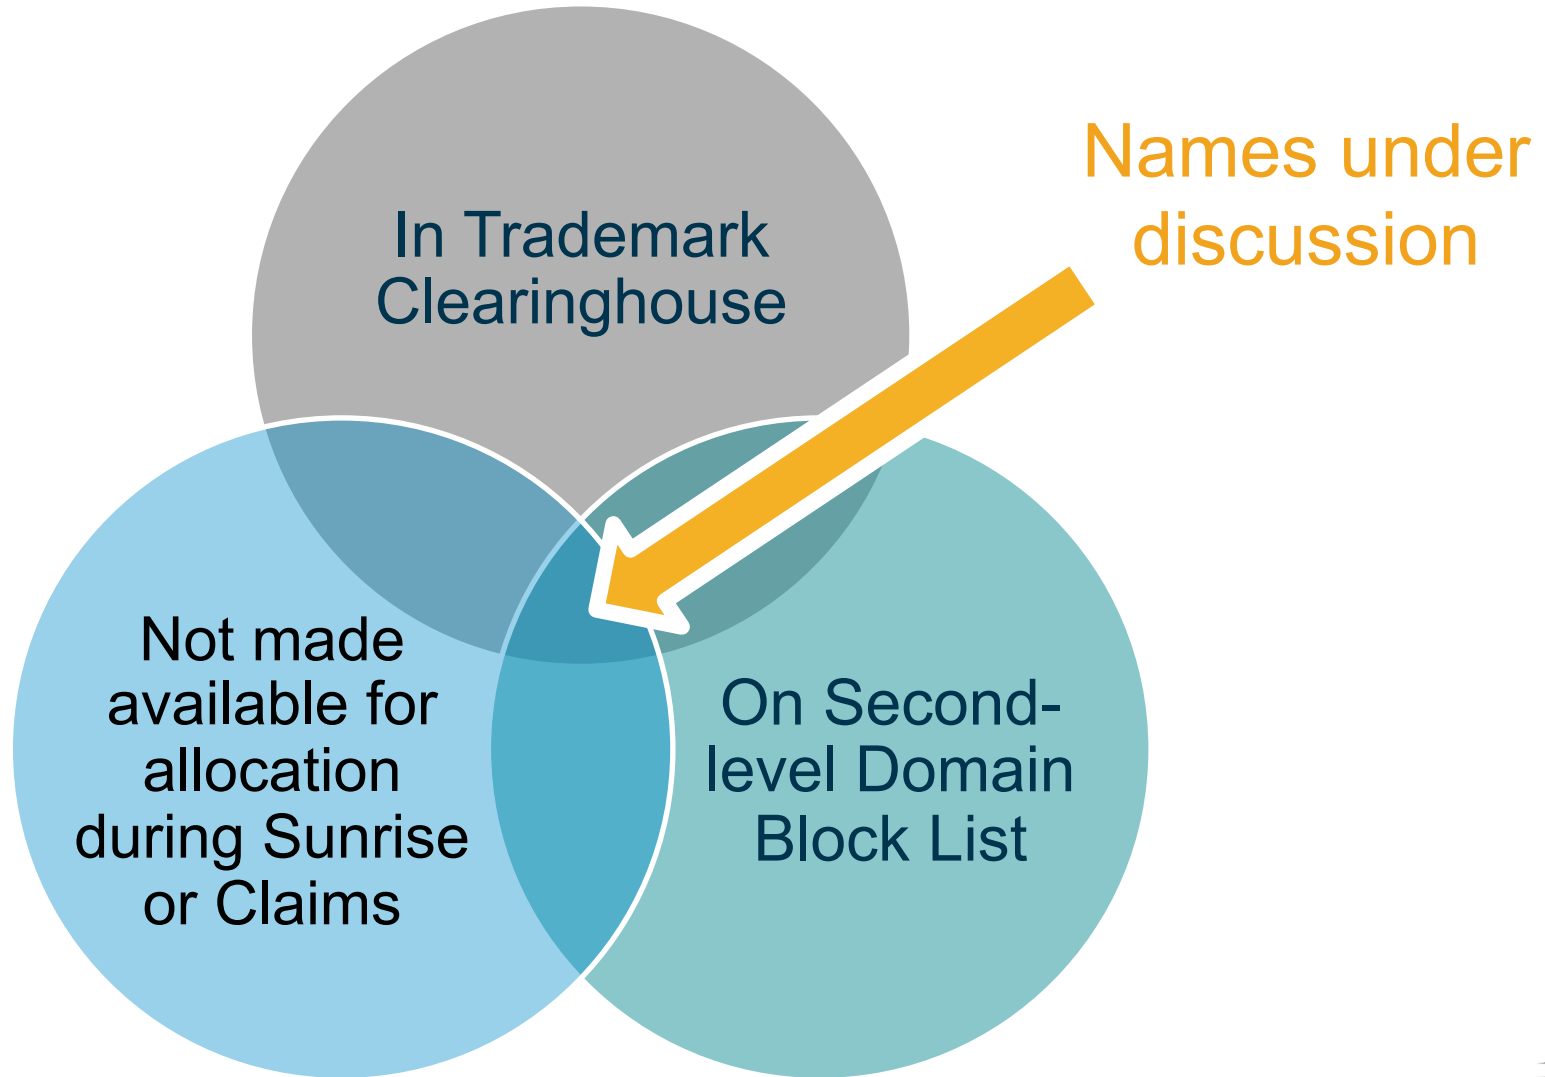 In Trademark
Clearinghouse
Names under
discussion
Not made
available for
allocation
during Sunrise
or Claims
On Second-
level Domain
Block List